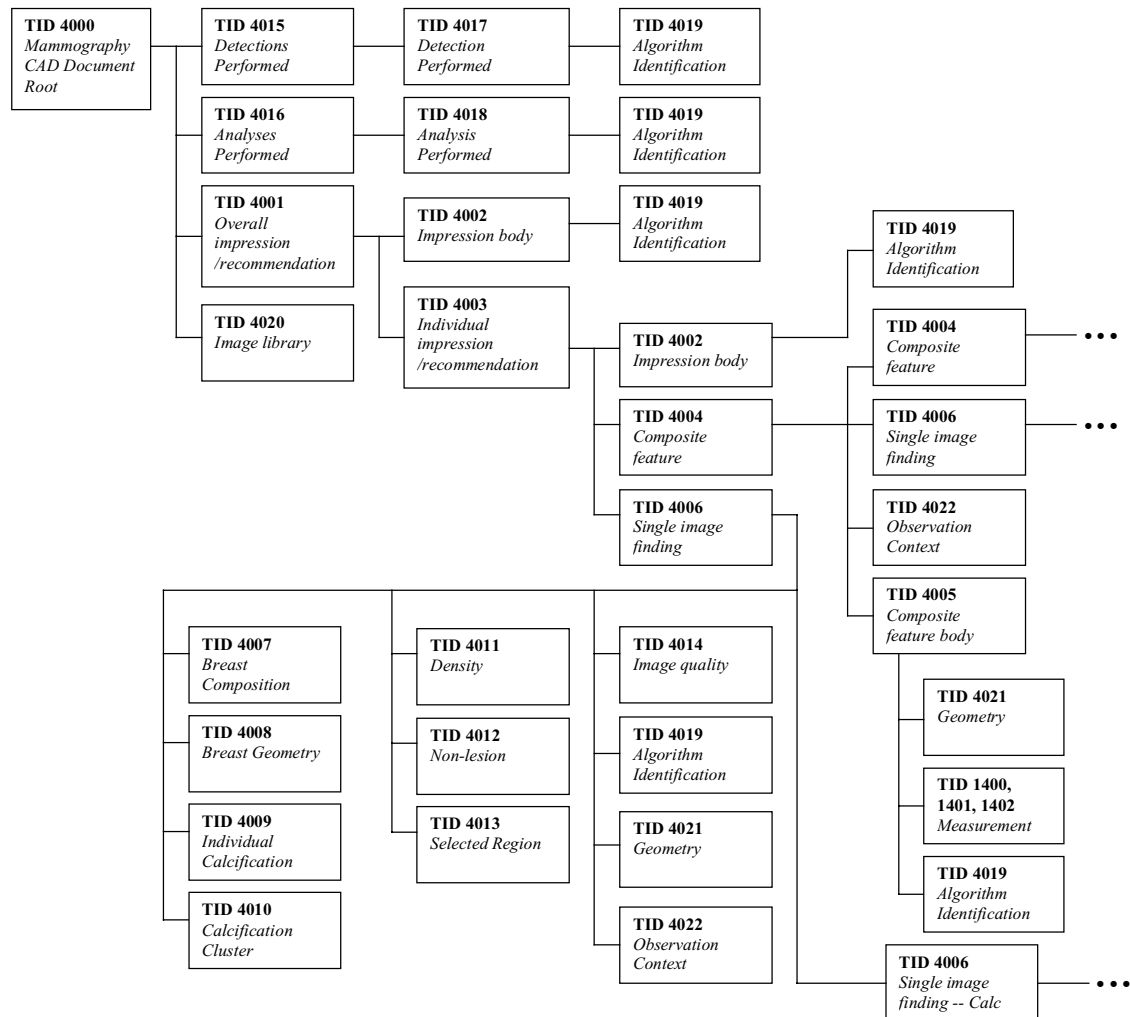 TID 4000
Mammography
CAD Document
Root
TID 4015
Detections
Performed
TID 4017
Detection
Performed
TID 4019
Algorithm
Identification
TID 4016
Analyses
Performed
TID 4018
Analysis
Performed
TID 4019
Algorithm
Identification
TID 4001
Overall
impression
/recommendation
TID 4002
Impression body
TID 4019
Algorithm
Identification
TID 4019
Algorithm
Identification
TID 4020
Image library
TID 4003
Individual
impression
/recommendation
TID 4002
Impression body
TID 4004
Composite
feature
•••
TID 4004
Composite
feature
TID 4006
Single image
finding
•••
TID 4006
Single image
finding
TID 4022
Observation
Context
TID 4005
Composite
feature body
TID 4007
Breast
Composition
TID 4011
Density
TID 4014
Image quality
TID 4021
Geometry
TID 4008
Breast Geometry
TID 4012
Non-lesion
TID 4019
Algorithm
Identification
TID 1400,
1401, 1402
Measurement
TID 4009
Individual
Calcification
TID 4013
Selected Region
TID 4021
Geometry
TID 4019
Algorithm
Identification
TID 4010
Calcification
Cluster
TID 4022
Observation
Context
TID 4006
Single image
finding -- Calc
•••